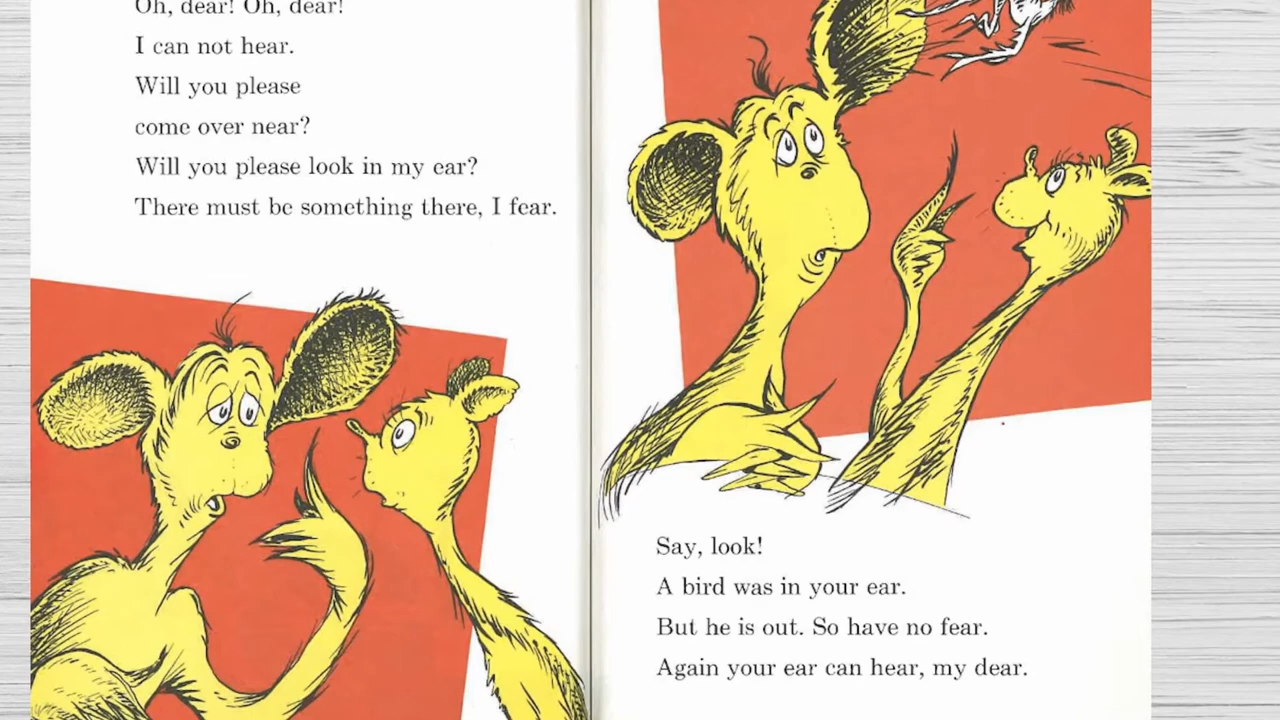 Oh, dear! Oh, dear!
I can not hear.
Will you please
come over near?
Will you please look in my ear?
There must be something there, I fear.
Say, look!
A bird was in your ear.
But he is out. So have no fear.
Again your ear can hear, my dear.